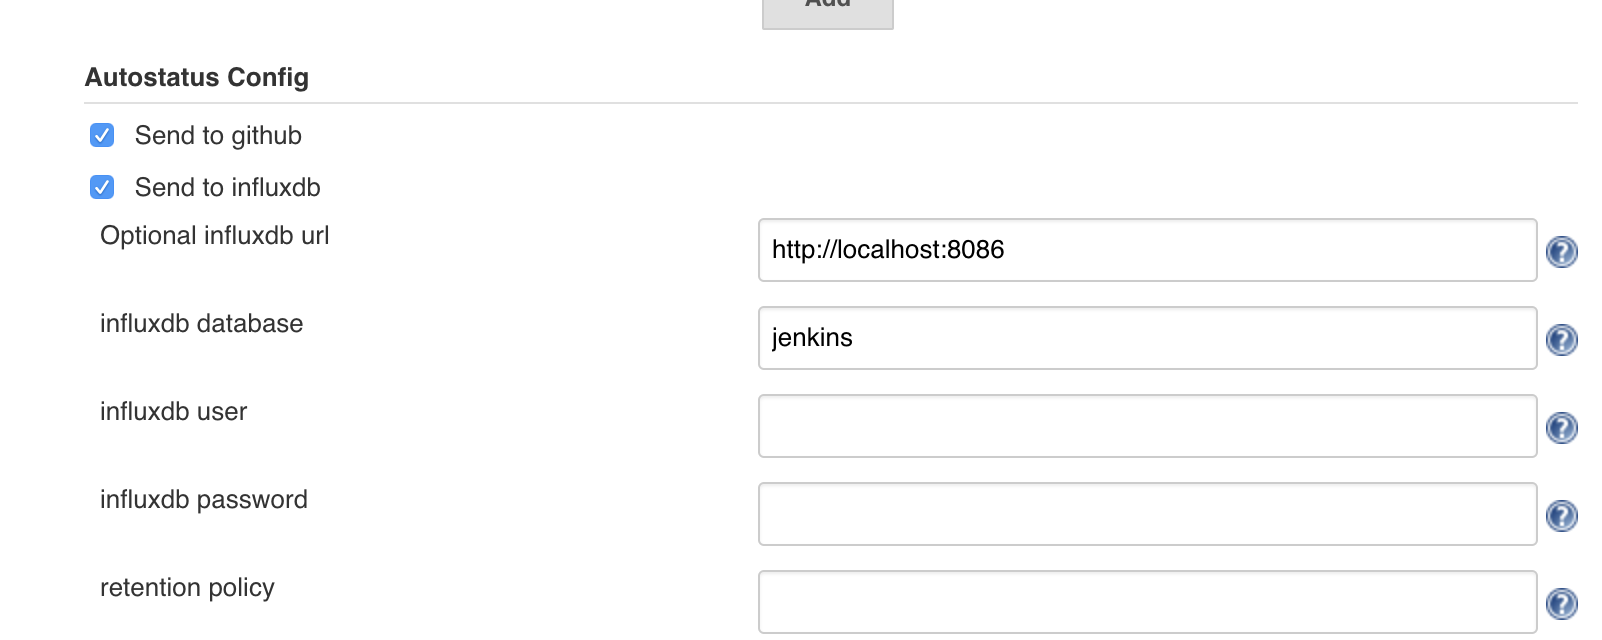 Add
Autostatus Config
Send to github
Send to influxdb
Optional influxdb url
http://localhost:8086
?
influxdb database
jenkins
?
influxdb user
?
influxdb password
?
retention policy
?